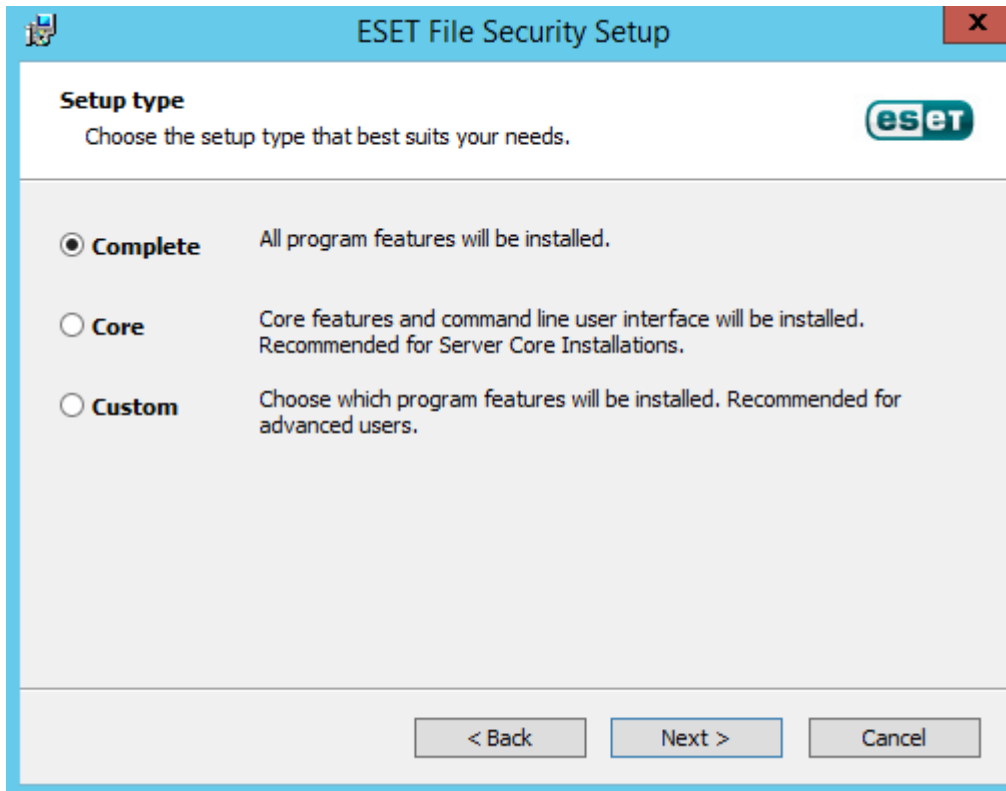 ESET File Security Setup
x
Setup type
Choose the setup type that best suits your needs.
eseT
Complete
All program features will be installed.
Core
Core features and command line user interface will be installed.
Recommended for Server Core Installations.
Custom
Choose which program features will be installed. Recommended for
advanced users.
< Back
Next >
Cancel